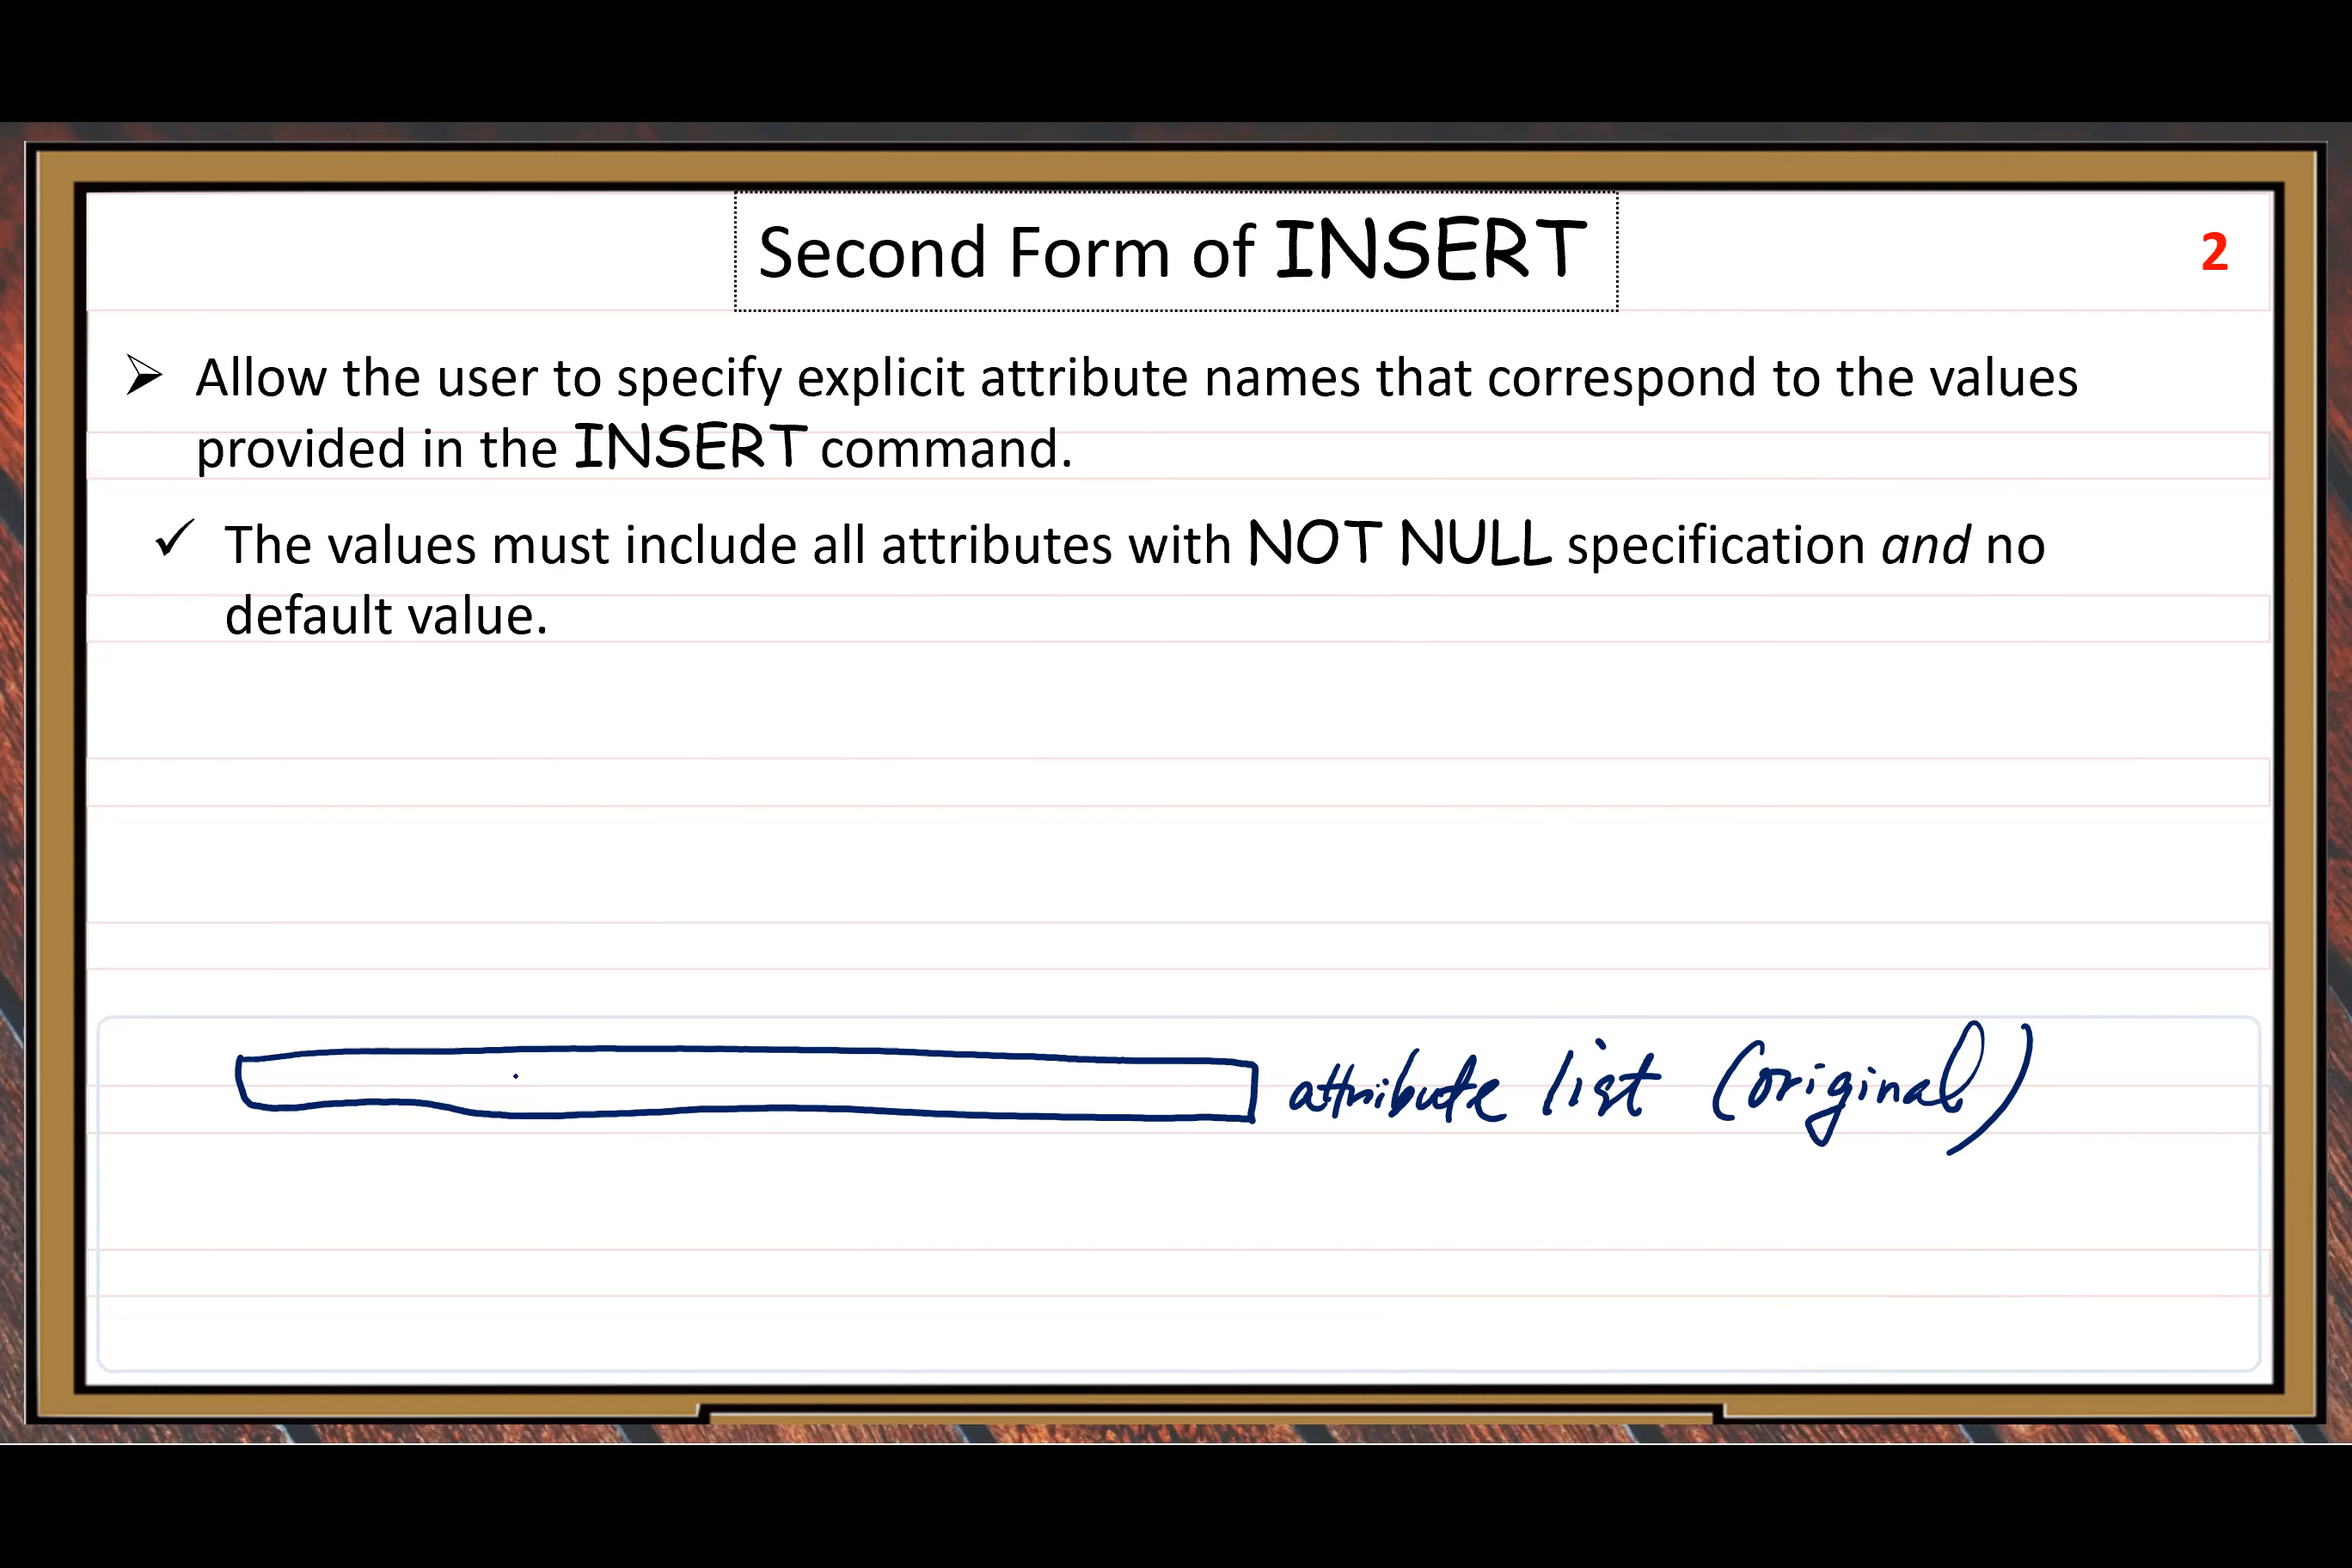 Second Form of INSERT
2
➢ Allow the user to specify explicit attribute names that correspond to the values
provided in the INSERT command.
✓ The values must include all attributes with NOT NULL specification and no
default value.
attribute list (original)